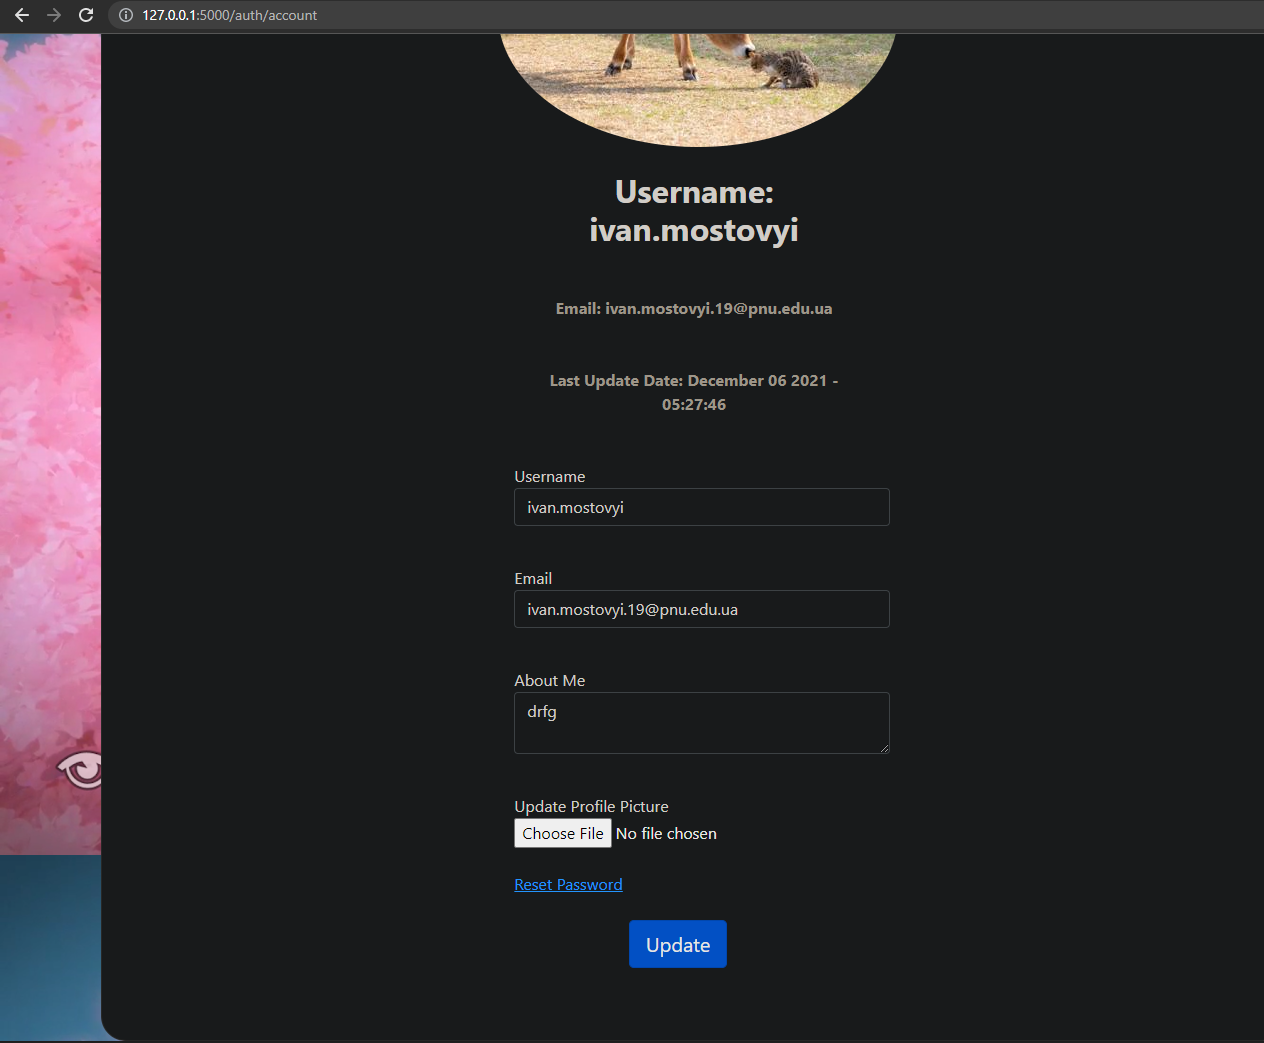 127.0.0.1:5000/auth/account
Username:
ivan.mostovyi
Email: ivan.mostovyi.19@pnu.edu.ua
Last Update Date: December 06 2021 -
05:27:46
Username
ivan.mostovyi
Email
ivan.mostovyi.19@pnu.edu.ua
About Me
drfg
Update Profile Picture
Choose File No file chosen
Reset Password
Update